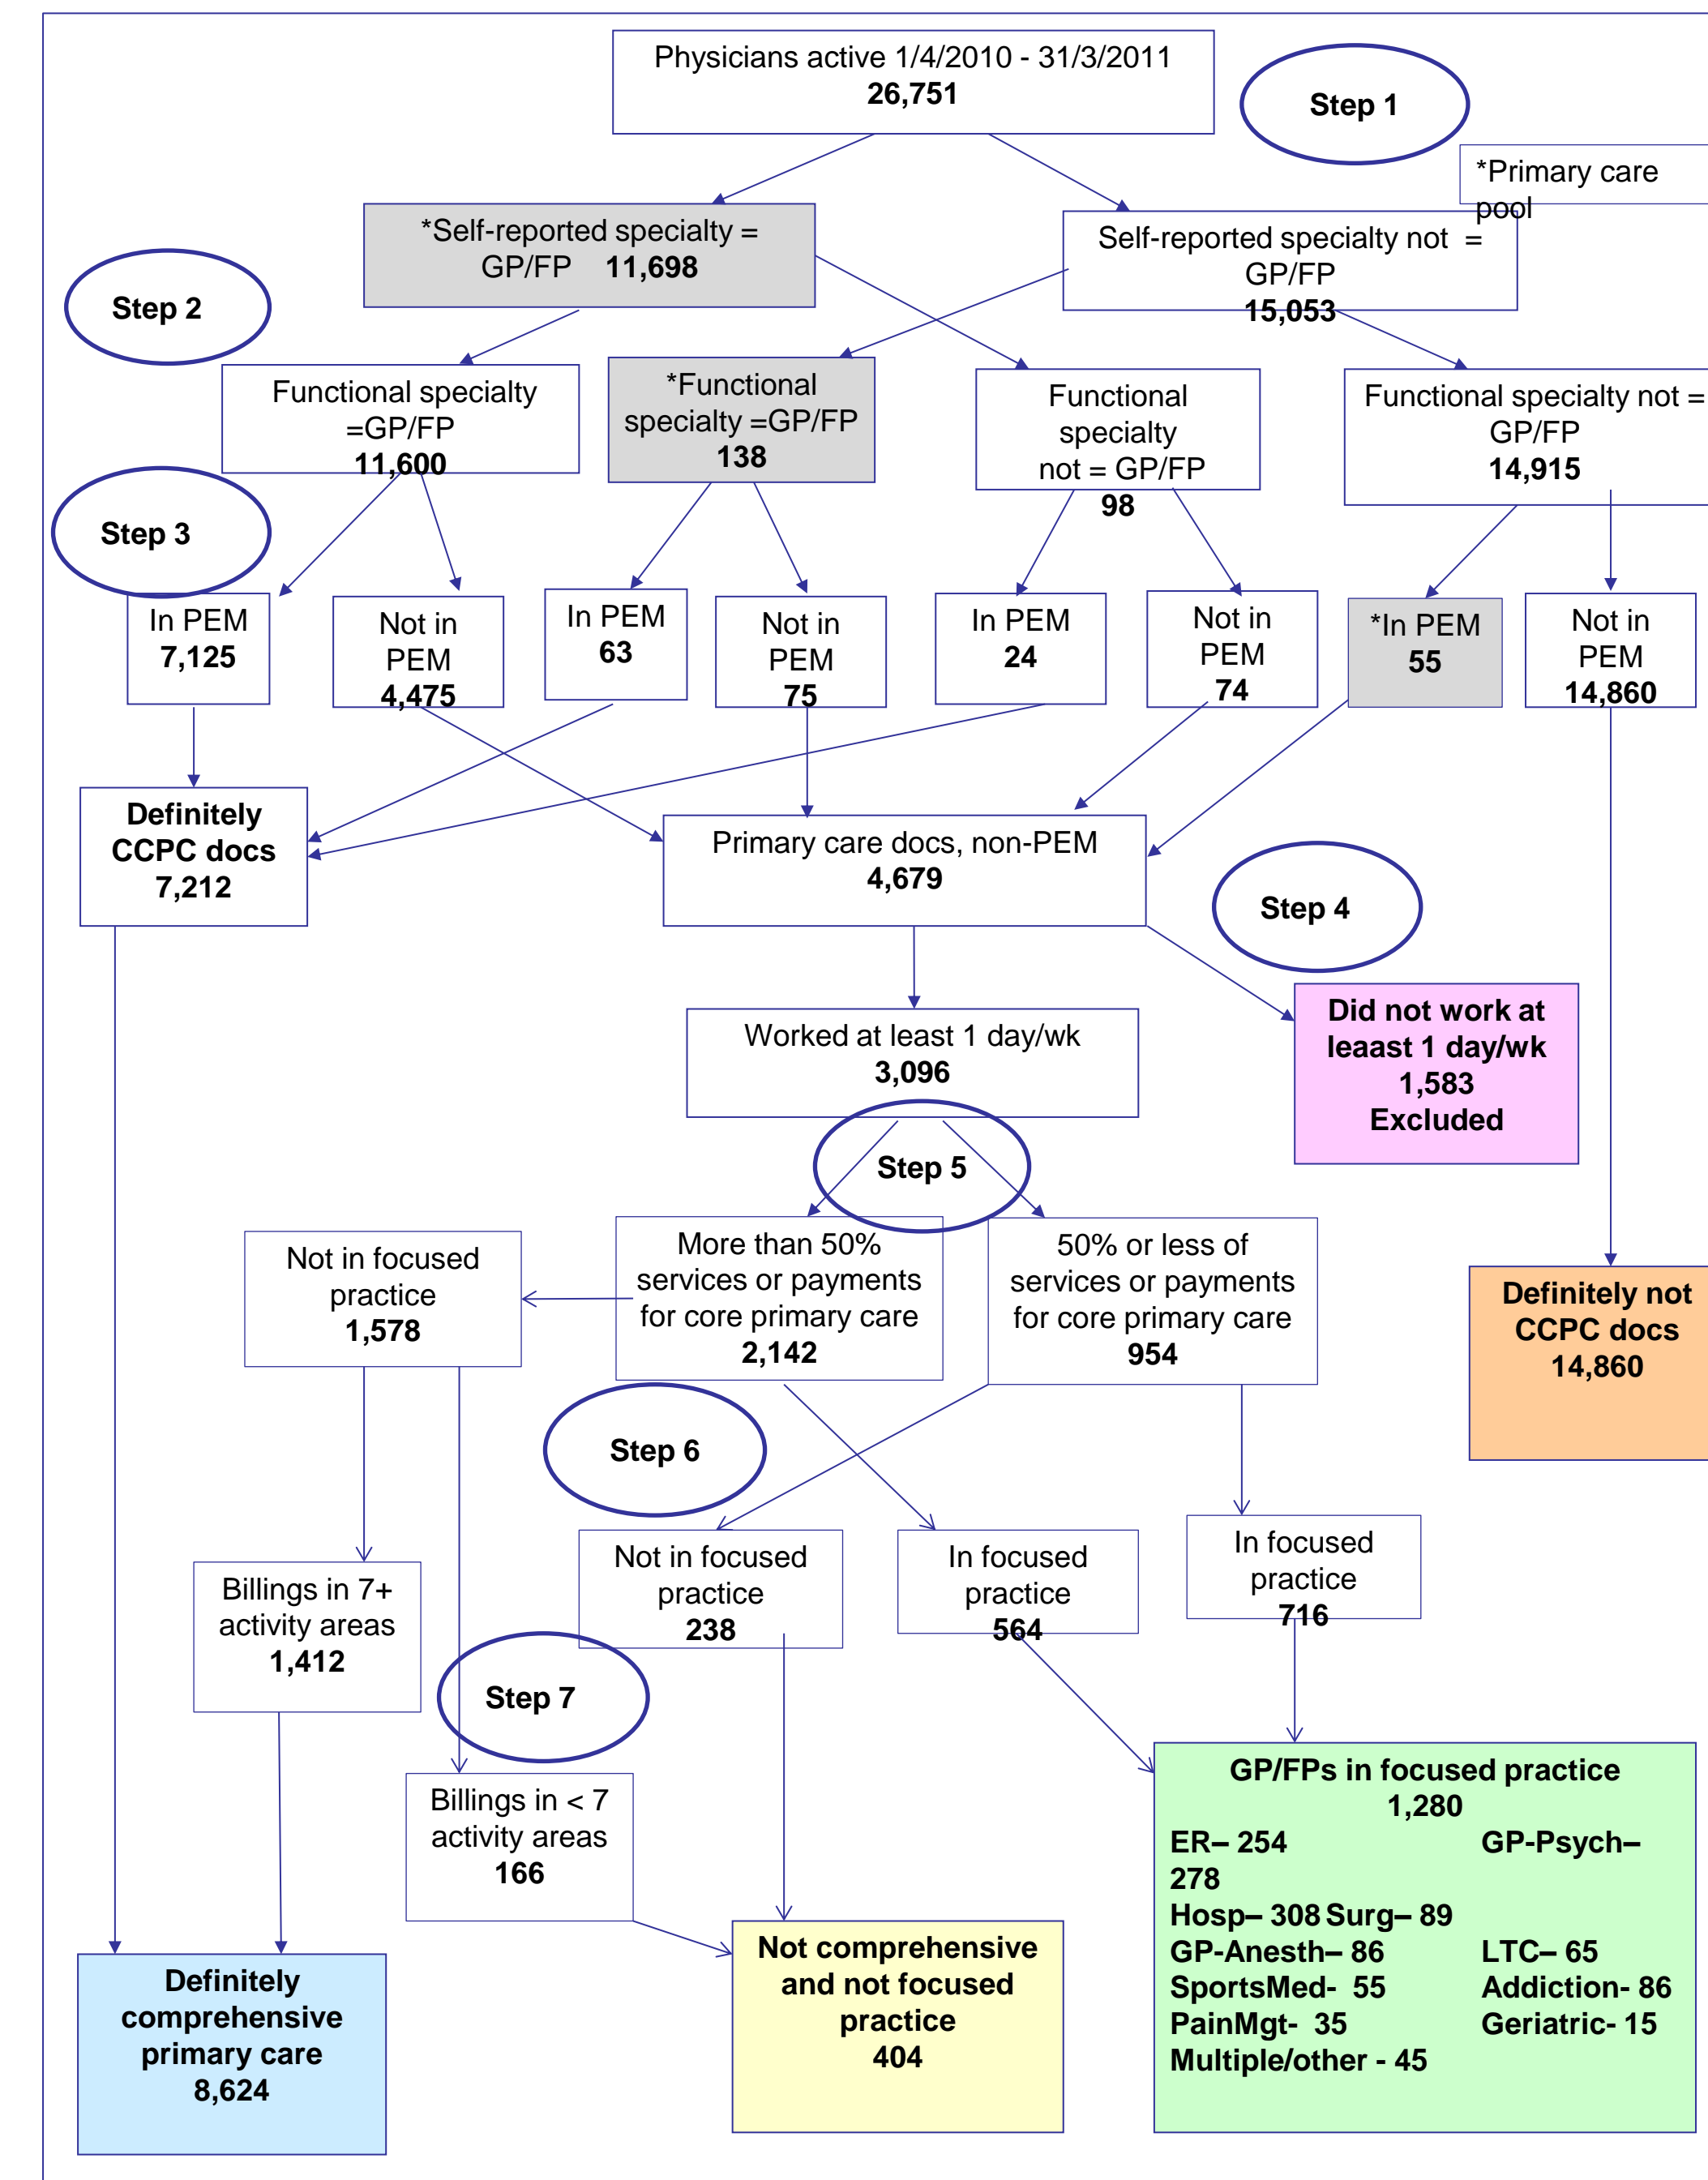 Physicians active 1/4/2010 - 31/3/2011
26,751
Step 1
*Primary care
pool
*Self-reported specialty =
GP/FP 11,698
Self-reported specialty not =
GP/FP
15,053
Step 2
Functional specialty
=GP/FP
11,600
*Functional
specialty =GP/FP
138
Functional
specialty
not = GP/FP
98
Functional specialty not =
GP/FP
14,915
Step 3
In PEM
7,125
Not in
PEM
4,475
In PEM
63
Not in
PEM
75
In PEM
24
Not in
PEM
74
*In PEM
55
Not in
PEM
14,860
Definitely
CCPC docs
7,212
Primary care docs, non-PEM
4,679
Step 4
Worked at least 1 day/wk
3,096
Did not work at
leaast 1 day/wk
1,583
Excluded
Step 5
Not in focused
practice
1,578
More than 50%
services or payments
for core primary care
2,142
50% or less of
services or payments
for core primary care
954
Definitely not
CCPC docs
14,860
Step 6
Not in focused
practice
238
In focused
practice
564
In focused
practice
716
Billings in 7+
activity areas
1,412
Step 7
Billings in < 7
activity areas
166
GP/FPs in focused practice
1,280
ER– 254 GP-Psych–
278
Hosp– 308 Surg– 89
GP-Anesth– 86 LTC– 65
SportsMed- 55 Addiction- 86
PainMgt- 35 Geriatric- 15
Multiple/other - 45
Definitely
comprehensive
primary care
8,624
Not comprehensive
and not focused
practice
404